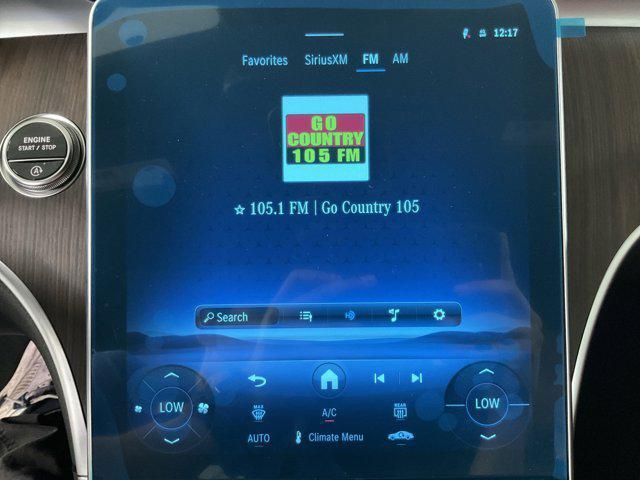 12:17
Favorites SiriusXM FM AM
ENGINE
START / STOP
A
GO
COUNTRY
105 FM
☆ 105.1 FM | Go Country 105
Search
LOW
MAX
A/C
REAR
LOW
AUTO
Climate Menu